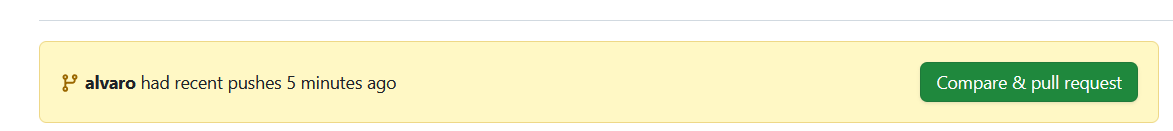 alvaro had recent pushes 5 minutes ago
Compare & pull request